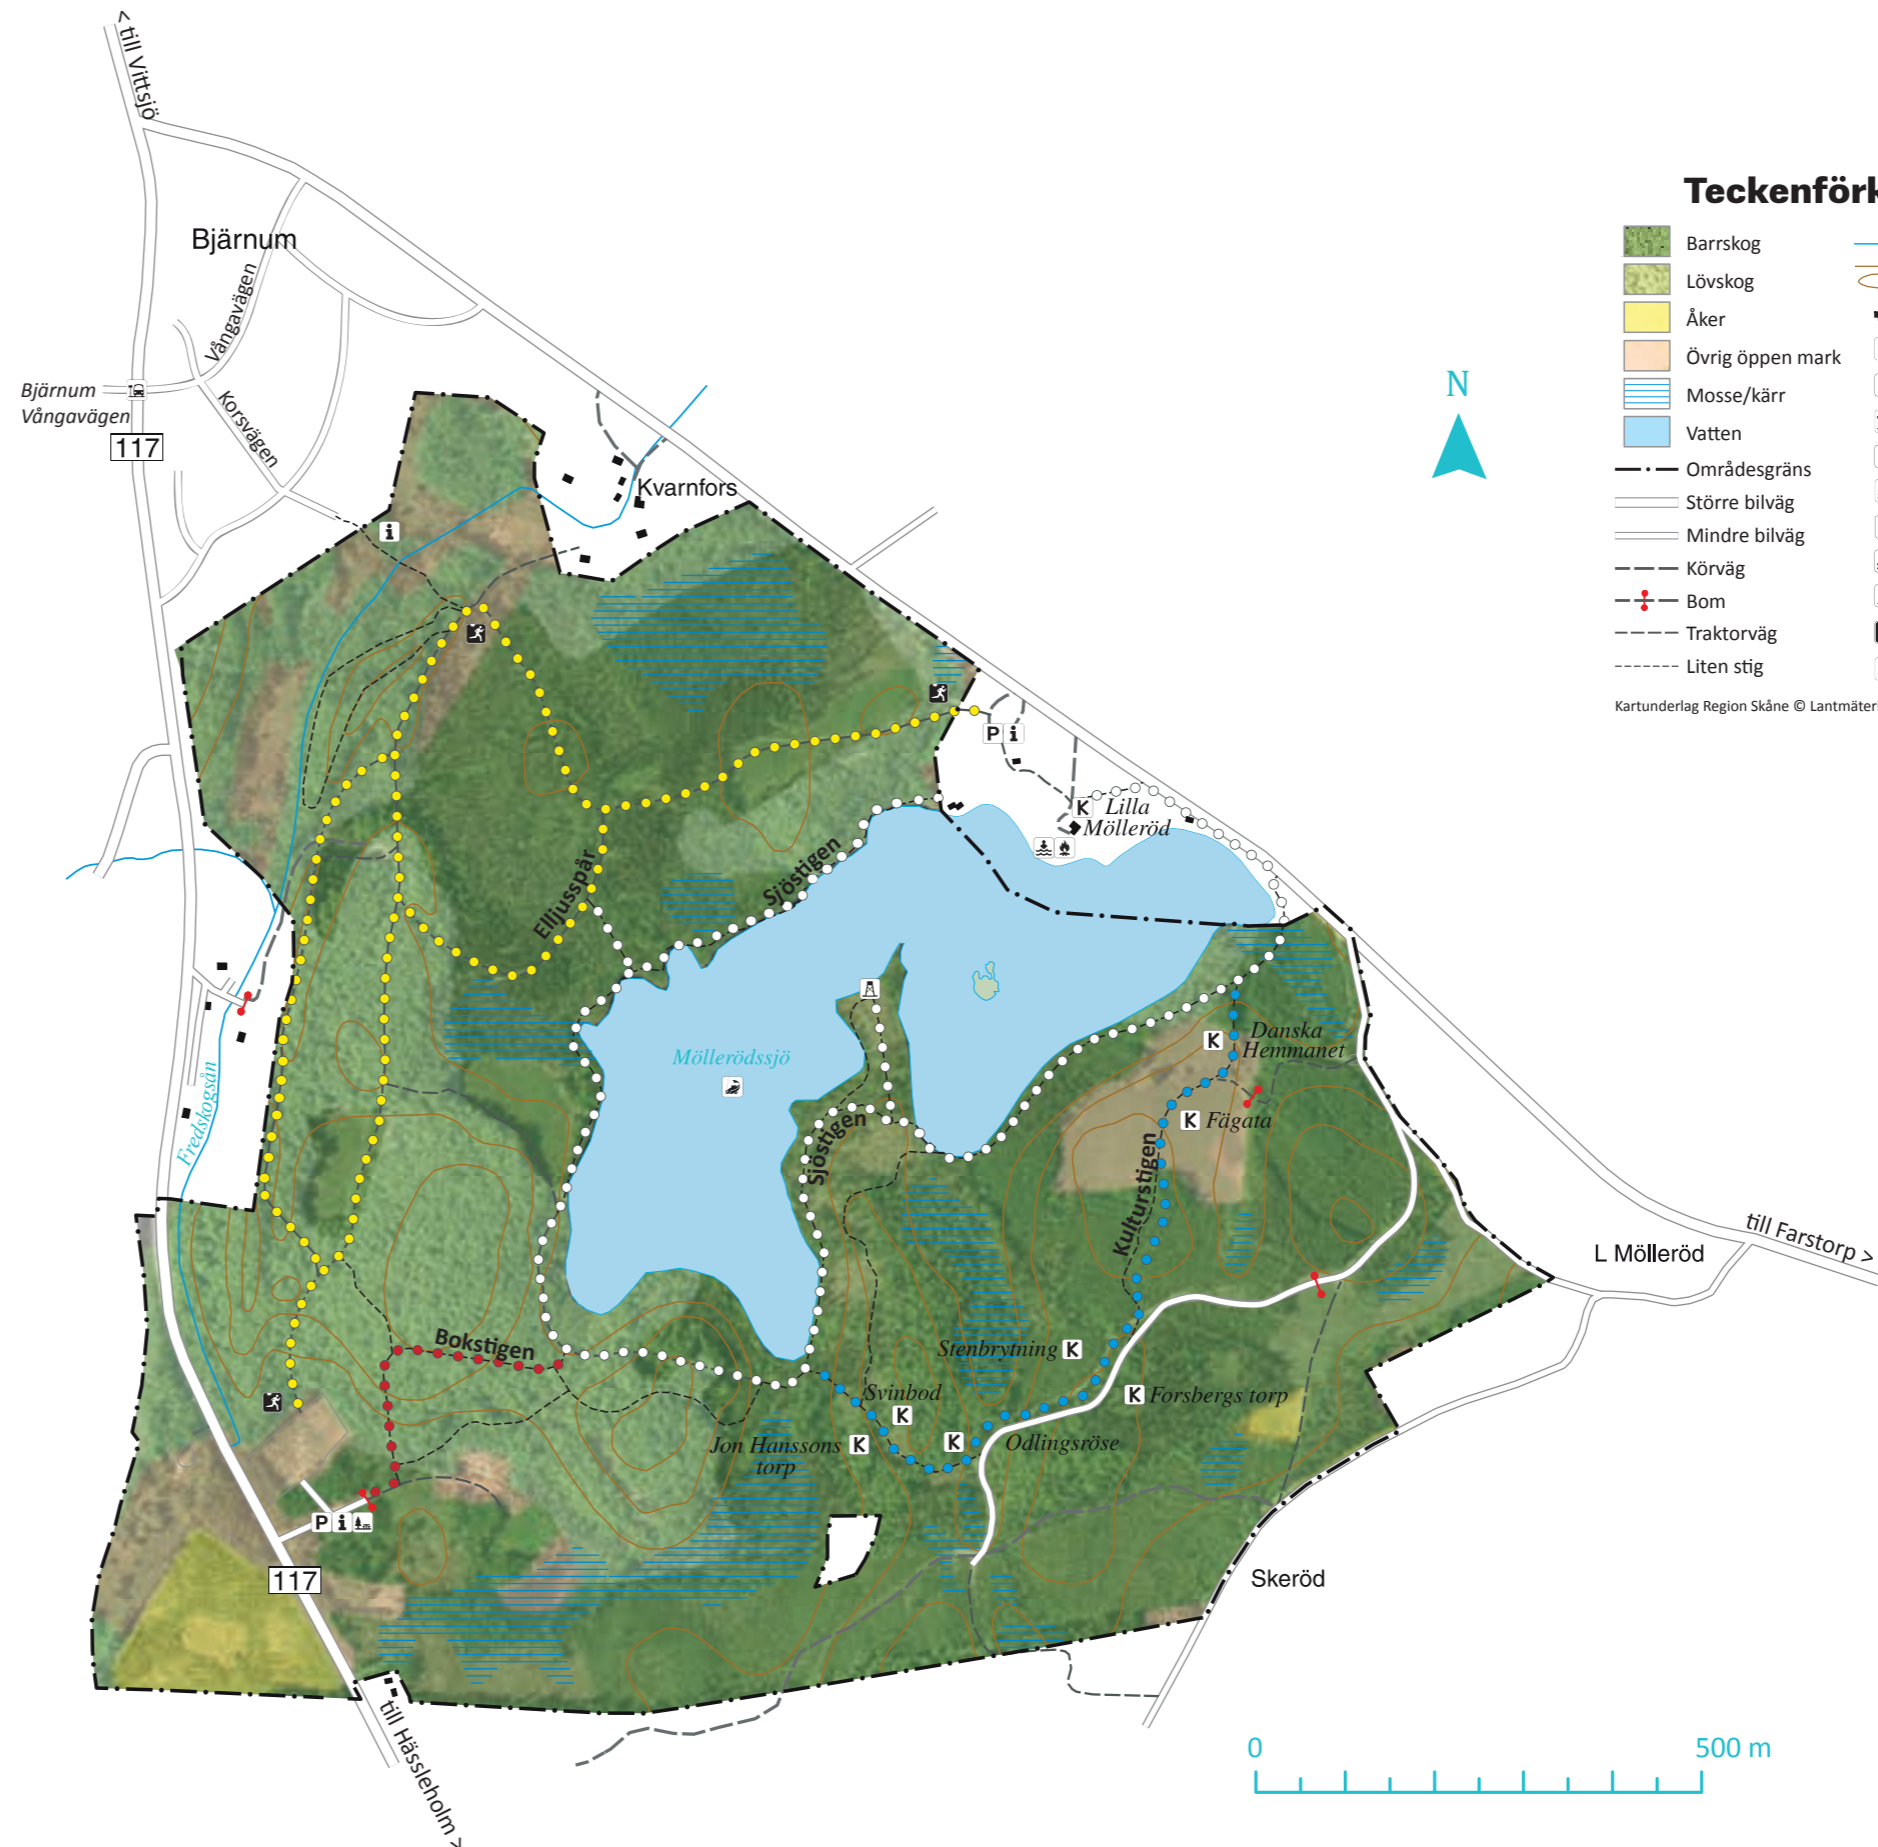 < till Vittsjö
Bjärnum
Vångavägen
Bjärnum
Vångavägen
117
Korsvägen
Kvarnfors
N
Teckenförk
Barrskog
Lövskog
Åker
Övrig öppen mark
Mosse/kärr
Vatten
Områdesgräns
Större bilväg
Mindre bilväg
Körväg
Bom
Traktorväg
Liten stig
Kartunderlag Region Skåne © Lantmäteri
i
P i
K
Lilla
Mölleröd
Elljusspår
Sjöstigen
Möllerödssjö
Fredskogsån
K
Danska
Hemmanet
K
Fägata
Sjöstigen
Kulturstigen
till Farstorp >
L Mölleröd
Bokstigen
Stenbrytning K
Svinbod
K
K Forsbergs torp
Jon Hanssons
torp
K
K
Odlingsröse
P i
117
Skeröd
till Hässleholm >
0
500 m